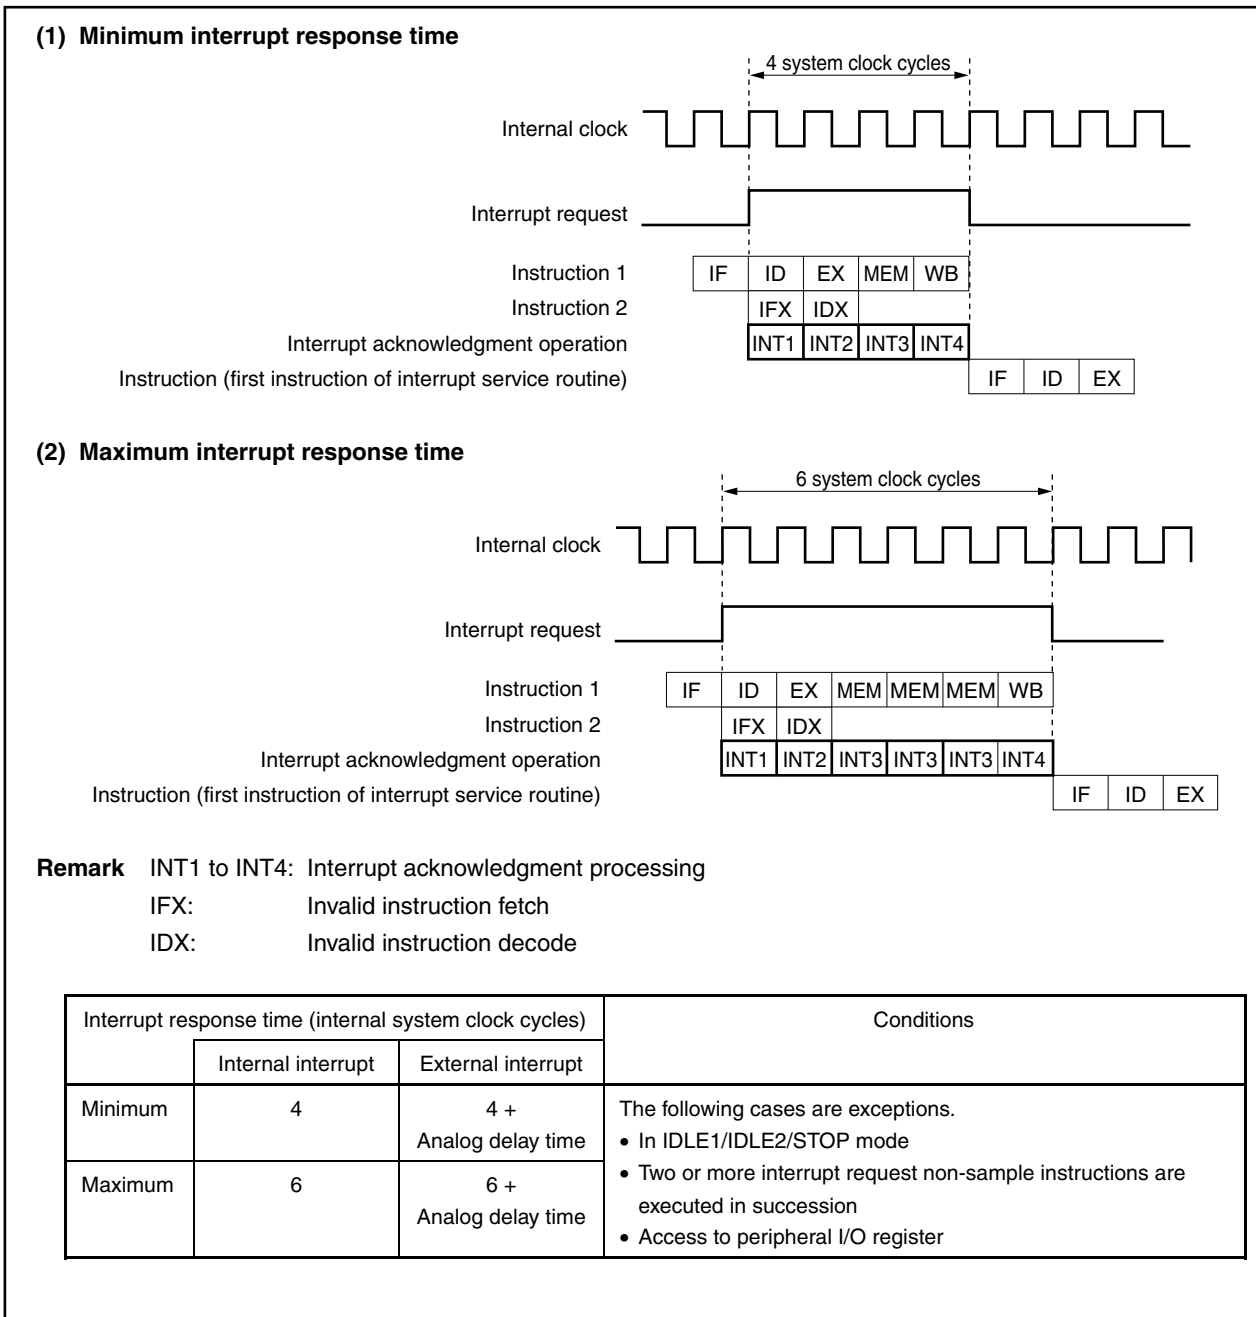 (1) Minimum interrupt response time
4 system clock cycles
Internal clock
Interrupt request
Instruction 1 IF ID EX MEM WB
Instruction 2 IFX IDX
Interrupt acknowledgment operation INT1 INT2 INT3 INT4
Instruction (first instruction of interrupt service routine) IF ID EX
(2) Maximum interrupt response time
6 system clock cycles
Internal clock
Interrupt request
Instruction 1 IF ID EX MEM MEM MEM WB
Instruction 2 IFX IDX
Interrupt acknowledgment operation INT1 INT2 INT3 INT3 INT3 INT4
Instruction (first instruction of interrupt service routine) IF ID EX
Remark INT1 to INT4: Interrupt acknowledgment processing
IFX: Invalid instruction fetch
IDX: Invalid instruction decode
Interrupt response time (internal system clock cycles) Conditions
Internal interrupt External interrupt
Minimum 4 4 +
Analog delay time
Maximum 6 6 +
Analog delay time
The following cases are exceptions.
• In IDLE1/IDLE2/STOP mode
• Two or more interrupt request non-sample instructions are
executed in succession
• Access to peripheral I/O register